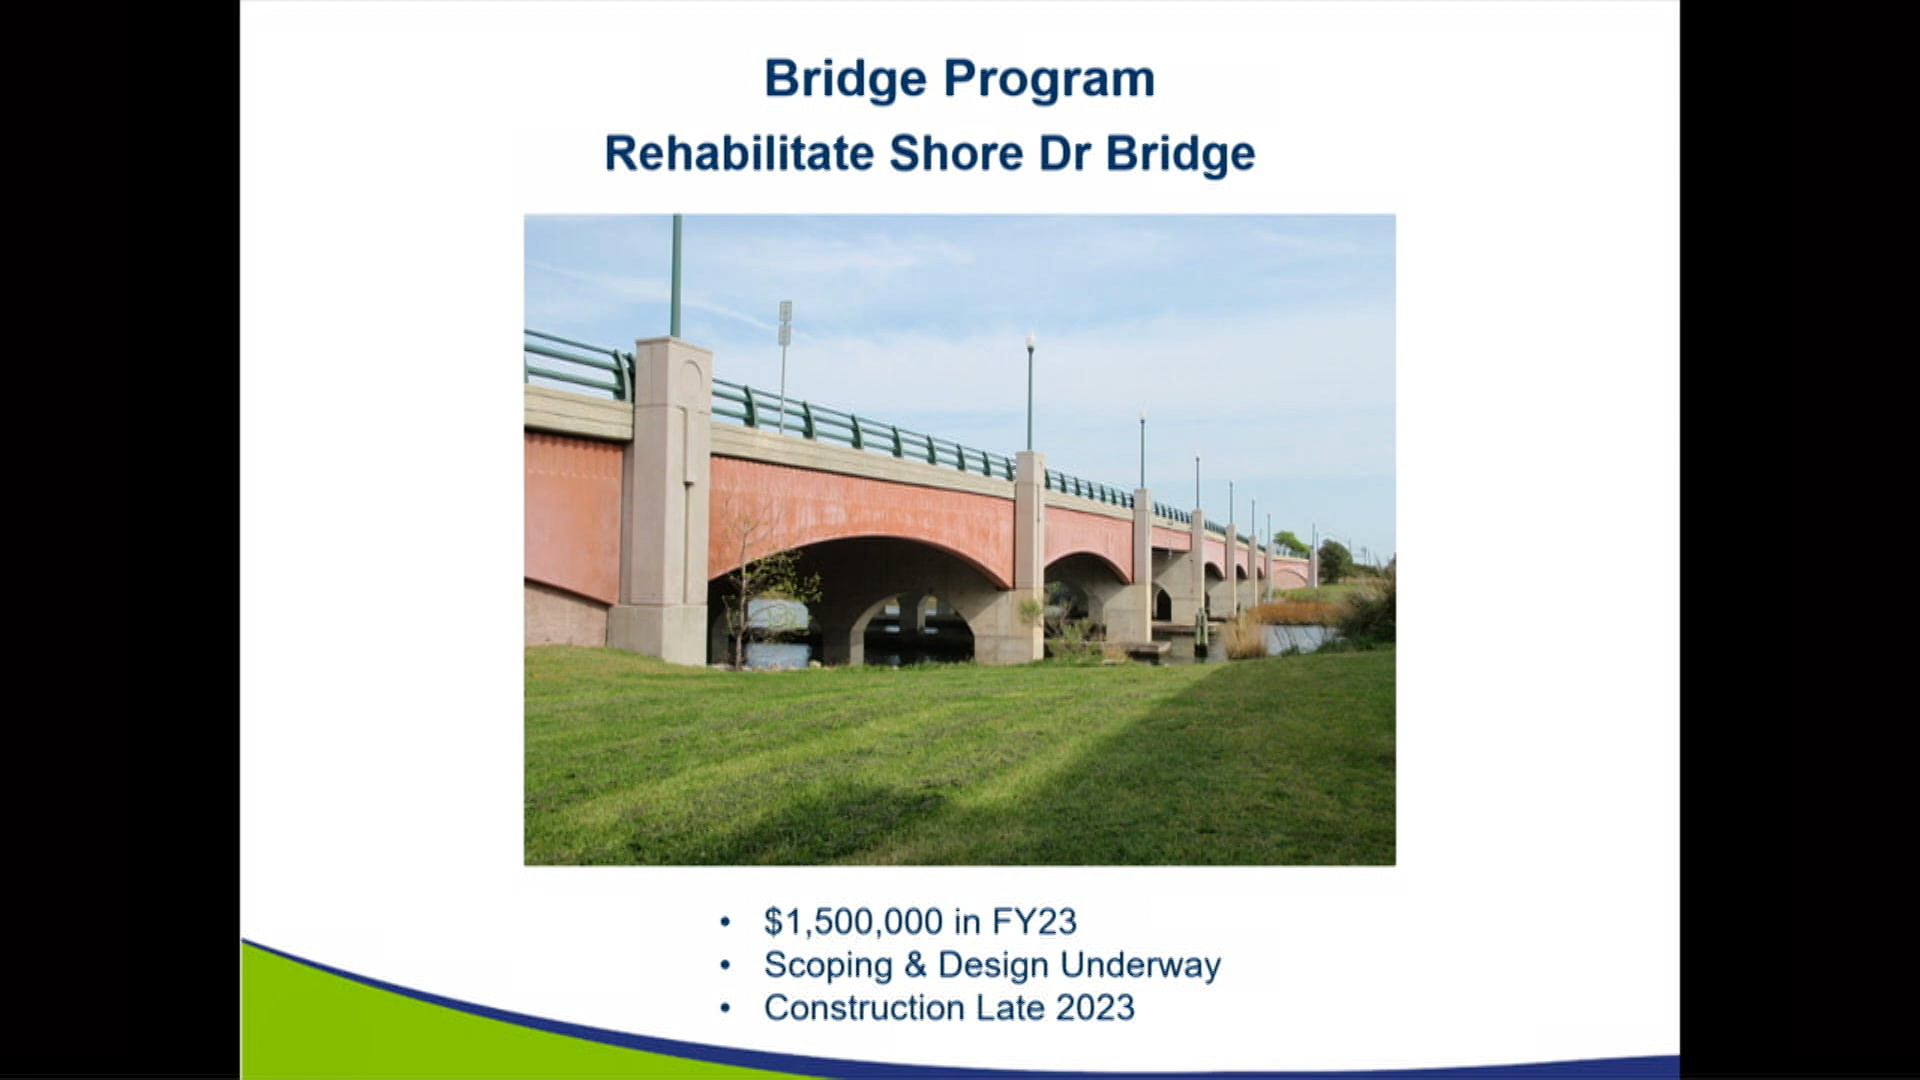 Bridge Program
Rehabilitate Shore Dr Bridge
• $1,500,000 in FY23
• Scoping & Design Underway
• Construction Late 2023